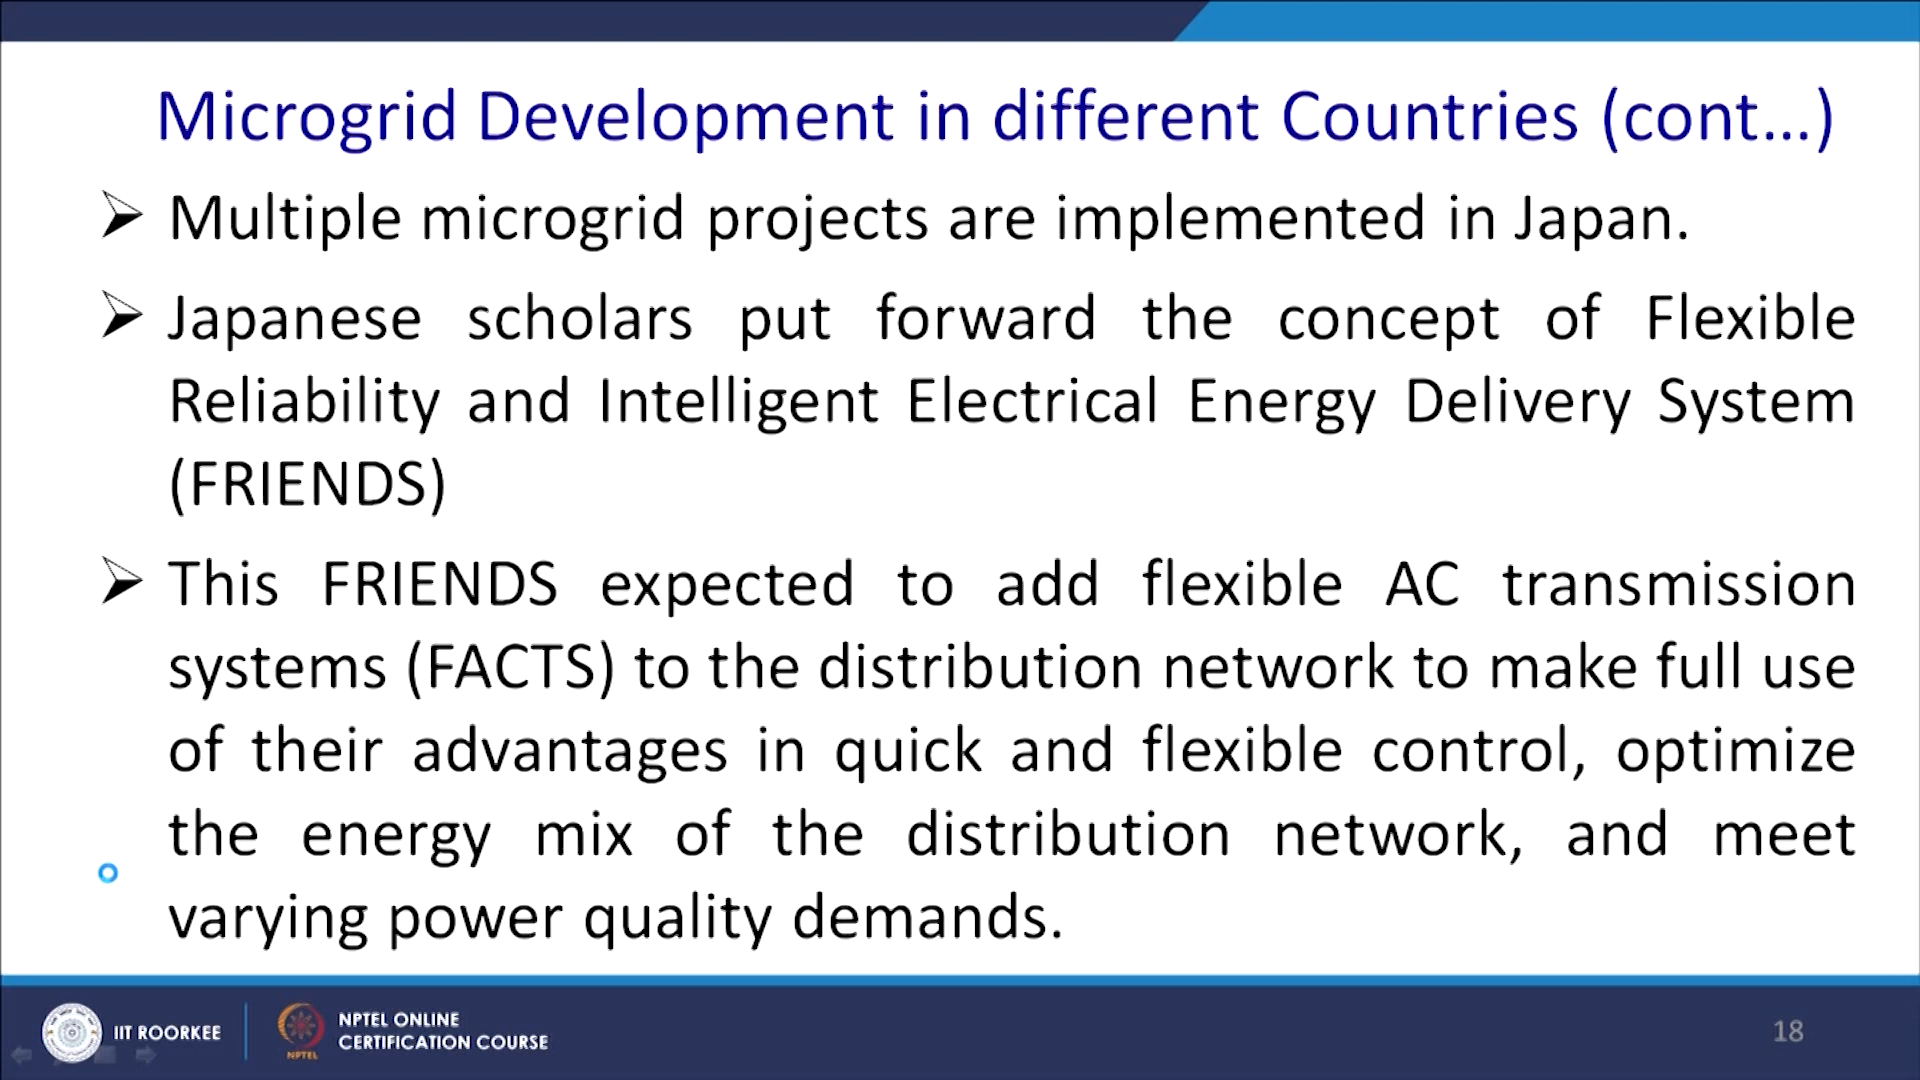 Microgrid Development in different Countries (cont...)
Multiple microgrid projects are implemented in Japan.
Japanese scholars put forward the concept of Flexible
Reliability and Intelligent Electrical Energy Delivery System
(FRIENDS)
This FRIENDS expected to add flexible AC transmission
systems (FACTS) to the distribution network to make full use
of their advantages in quick and flexible control, optimize
the energy mix of the distribution network, and meet
varying power quality demands.
IIT ROORKEE
NPTEL
NPTEL ONLINE
CERTIFICATION COURSE
18